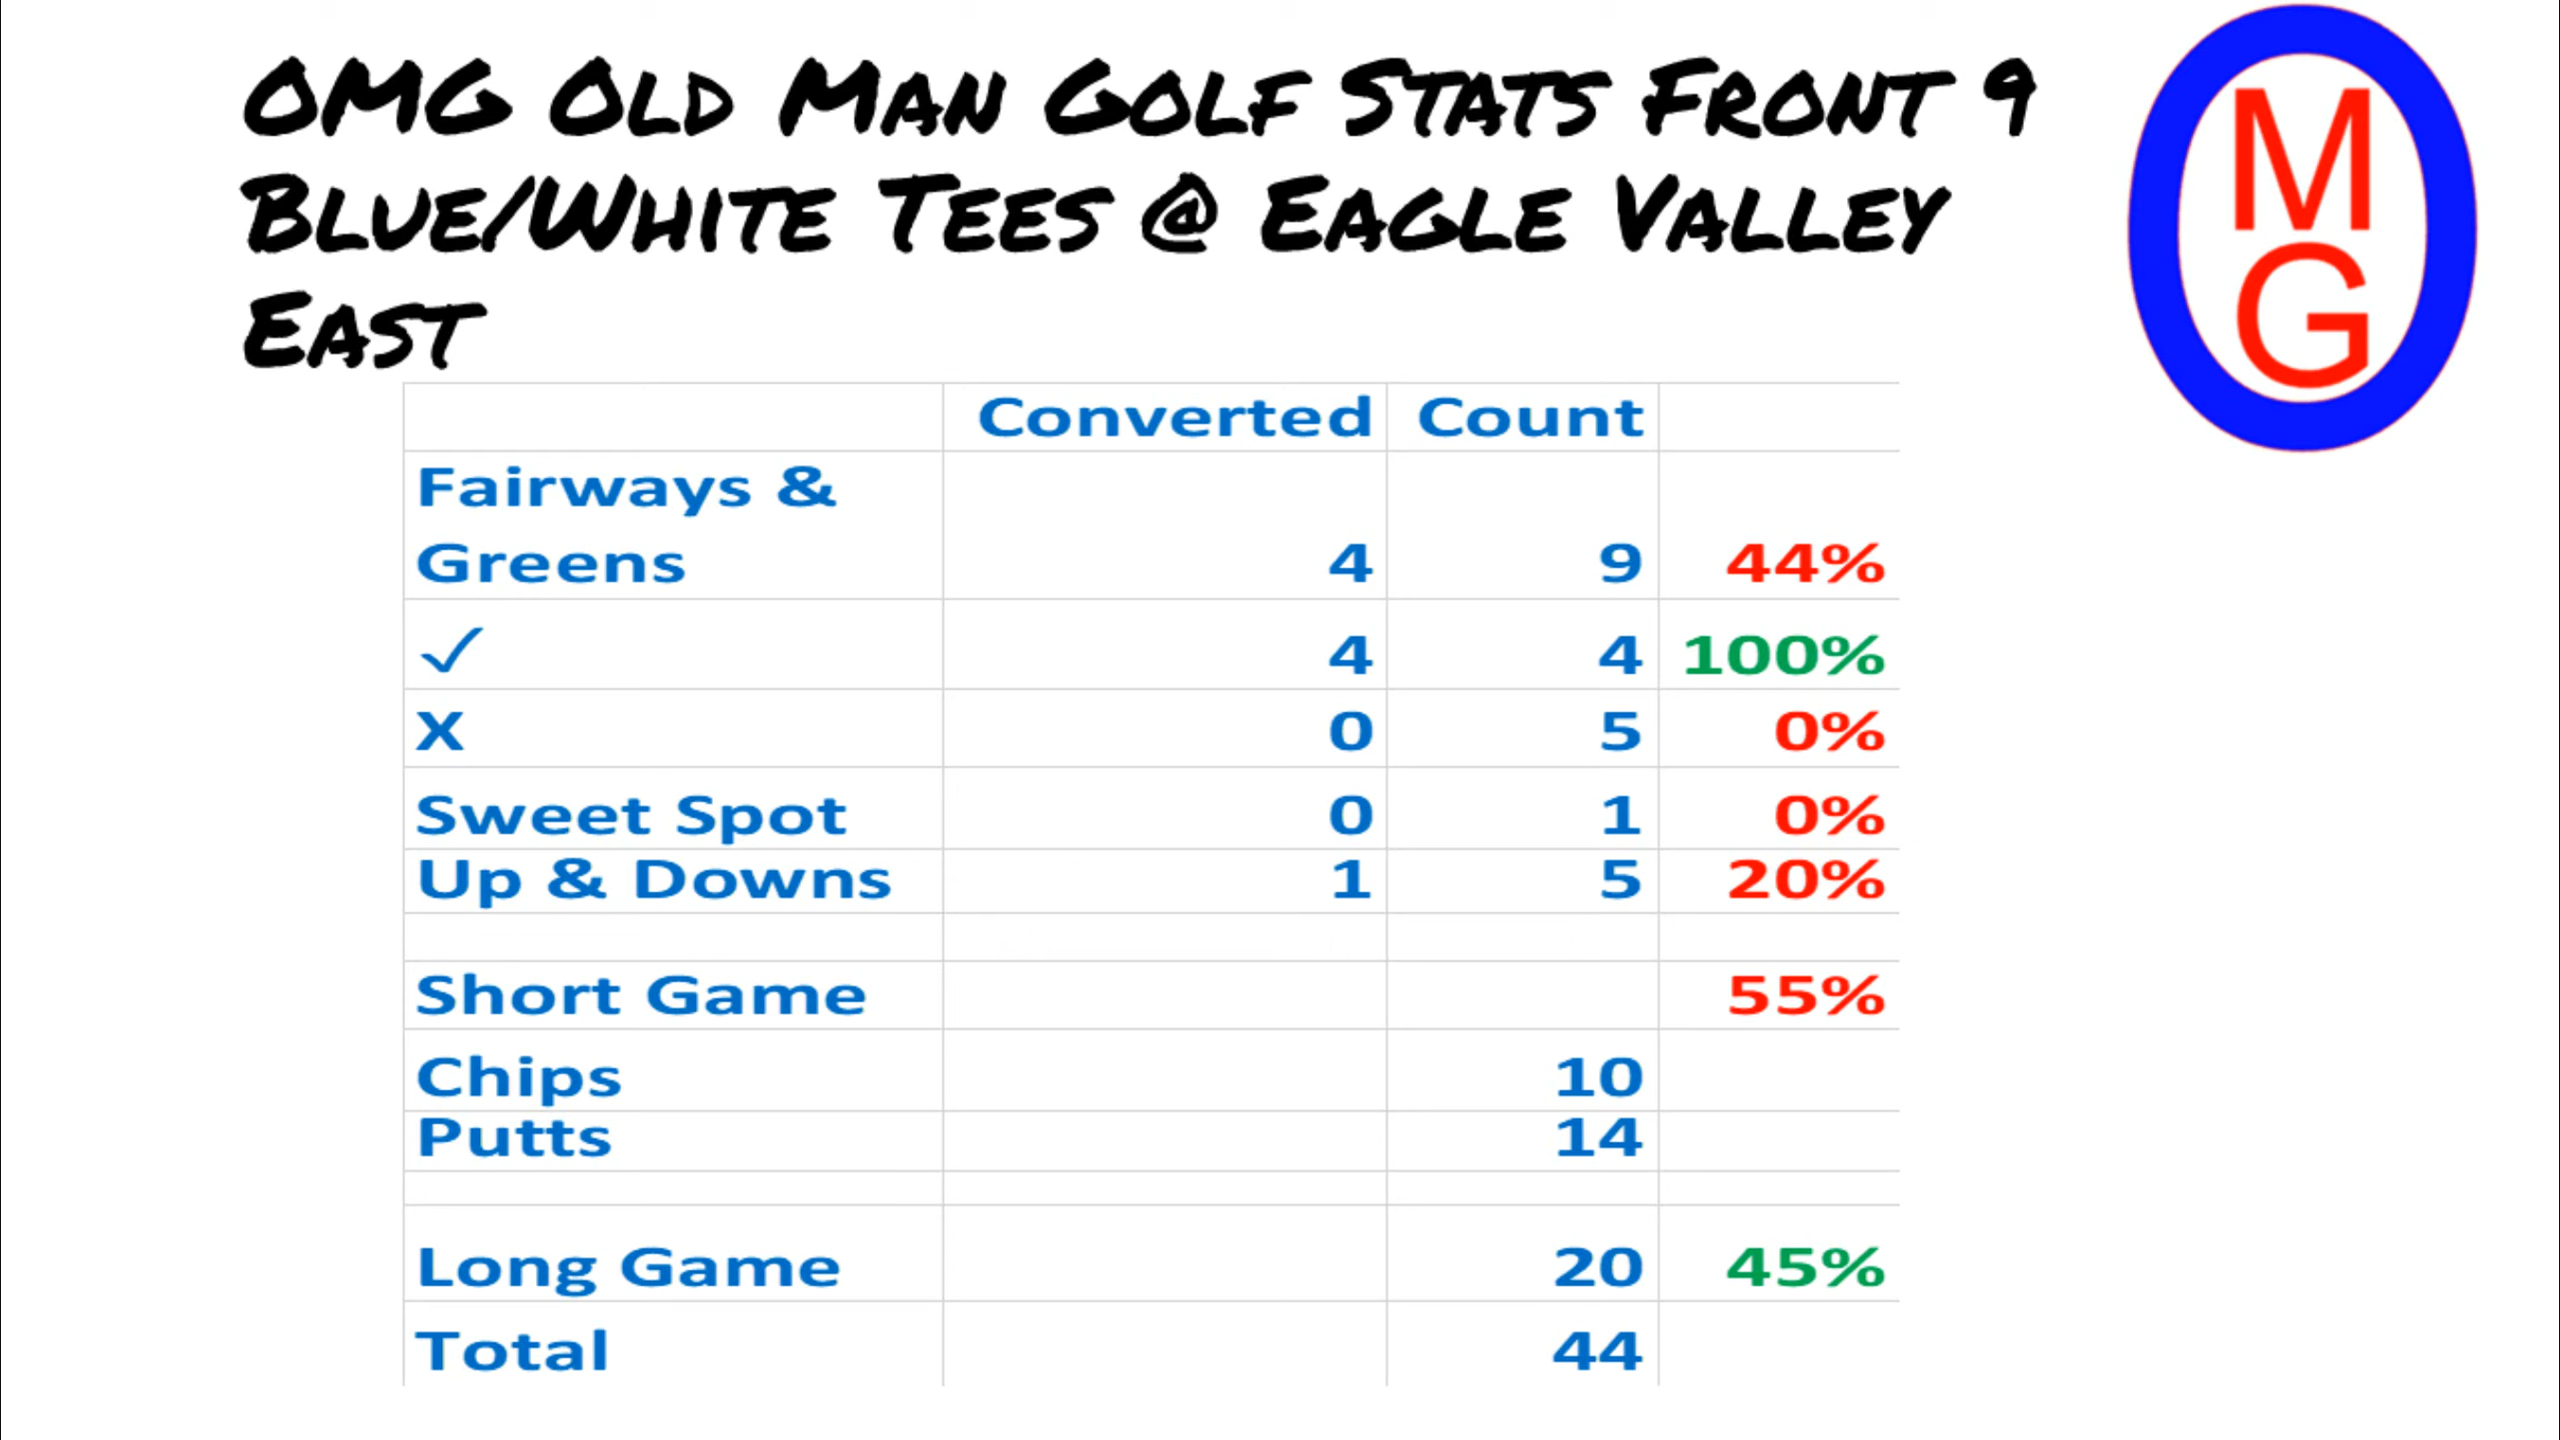 OMG Old Man Golf Stats Front 9
Blue/White Tees @ Eagle Valley
East
OMG
Converted Count
Fairways &
Greens 4 9 44%
✓ 4 4 100%
X 0 5 0%
Sweet Spot 0 1 0%
Up & Downs 1 5 20%
Short Game 55%
Chips 10
Putts 14
Long Game 20 45%
Total 44